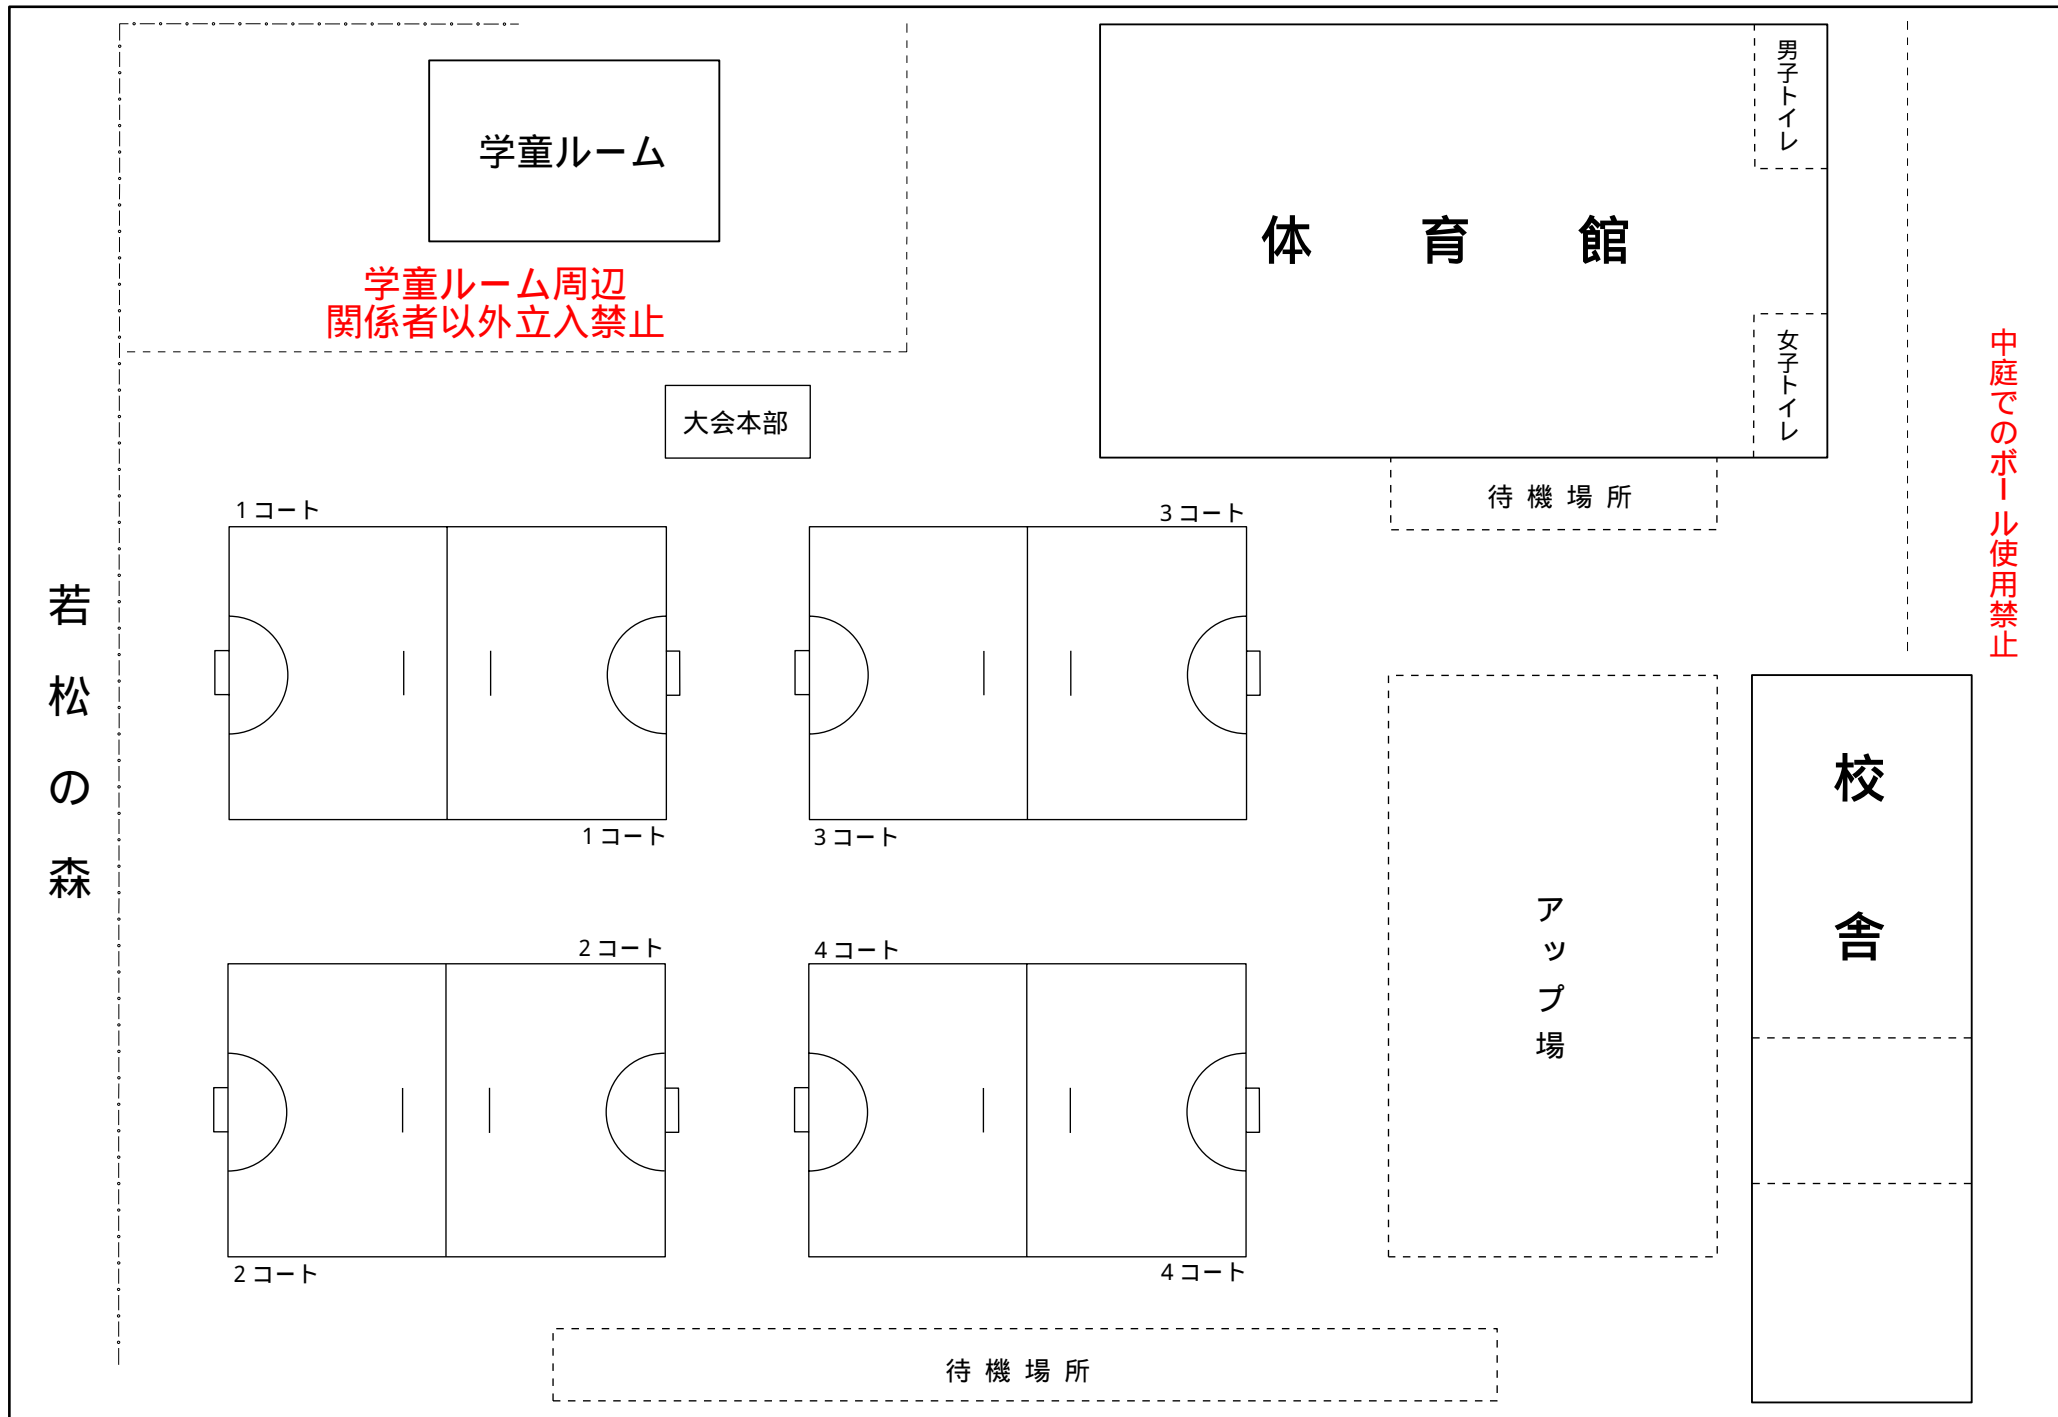 学童ルーム
学童ルーム周辺
関係者以外立入禁止
体育館
男子トイレ
女子トイレ
中庭でのボール使用禁止
大会本部
待機場所
1コート
3コート
若松の森
1コート
3コート
アップ場
校舎
2コート
4コート
2コート
4コート
待機場所